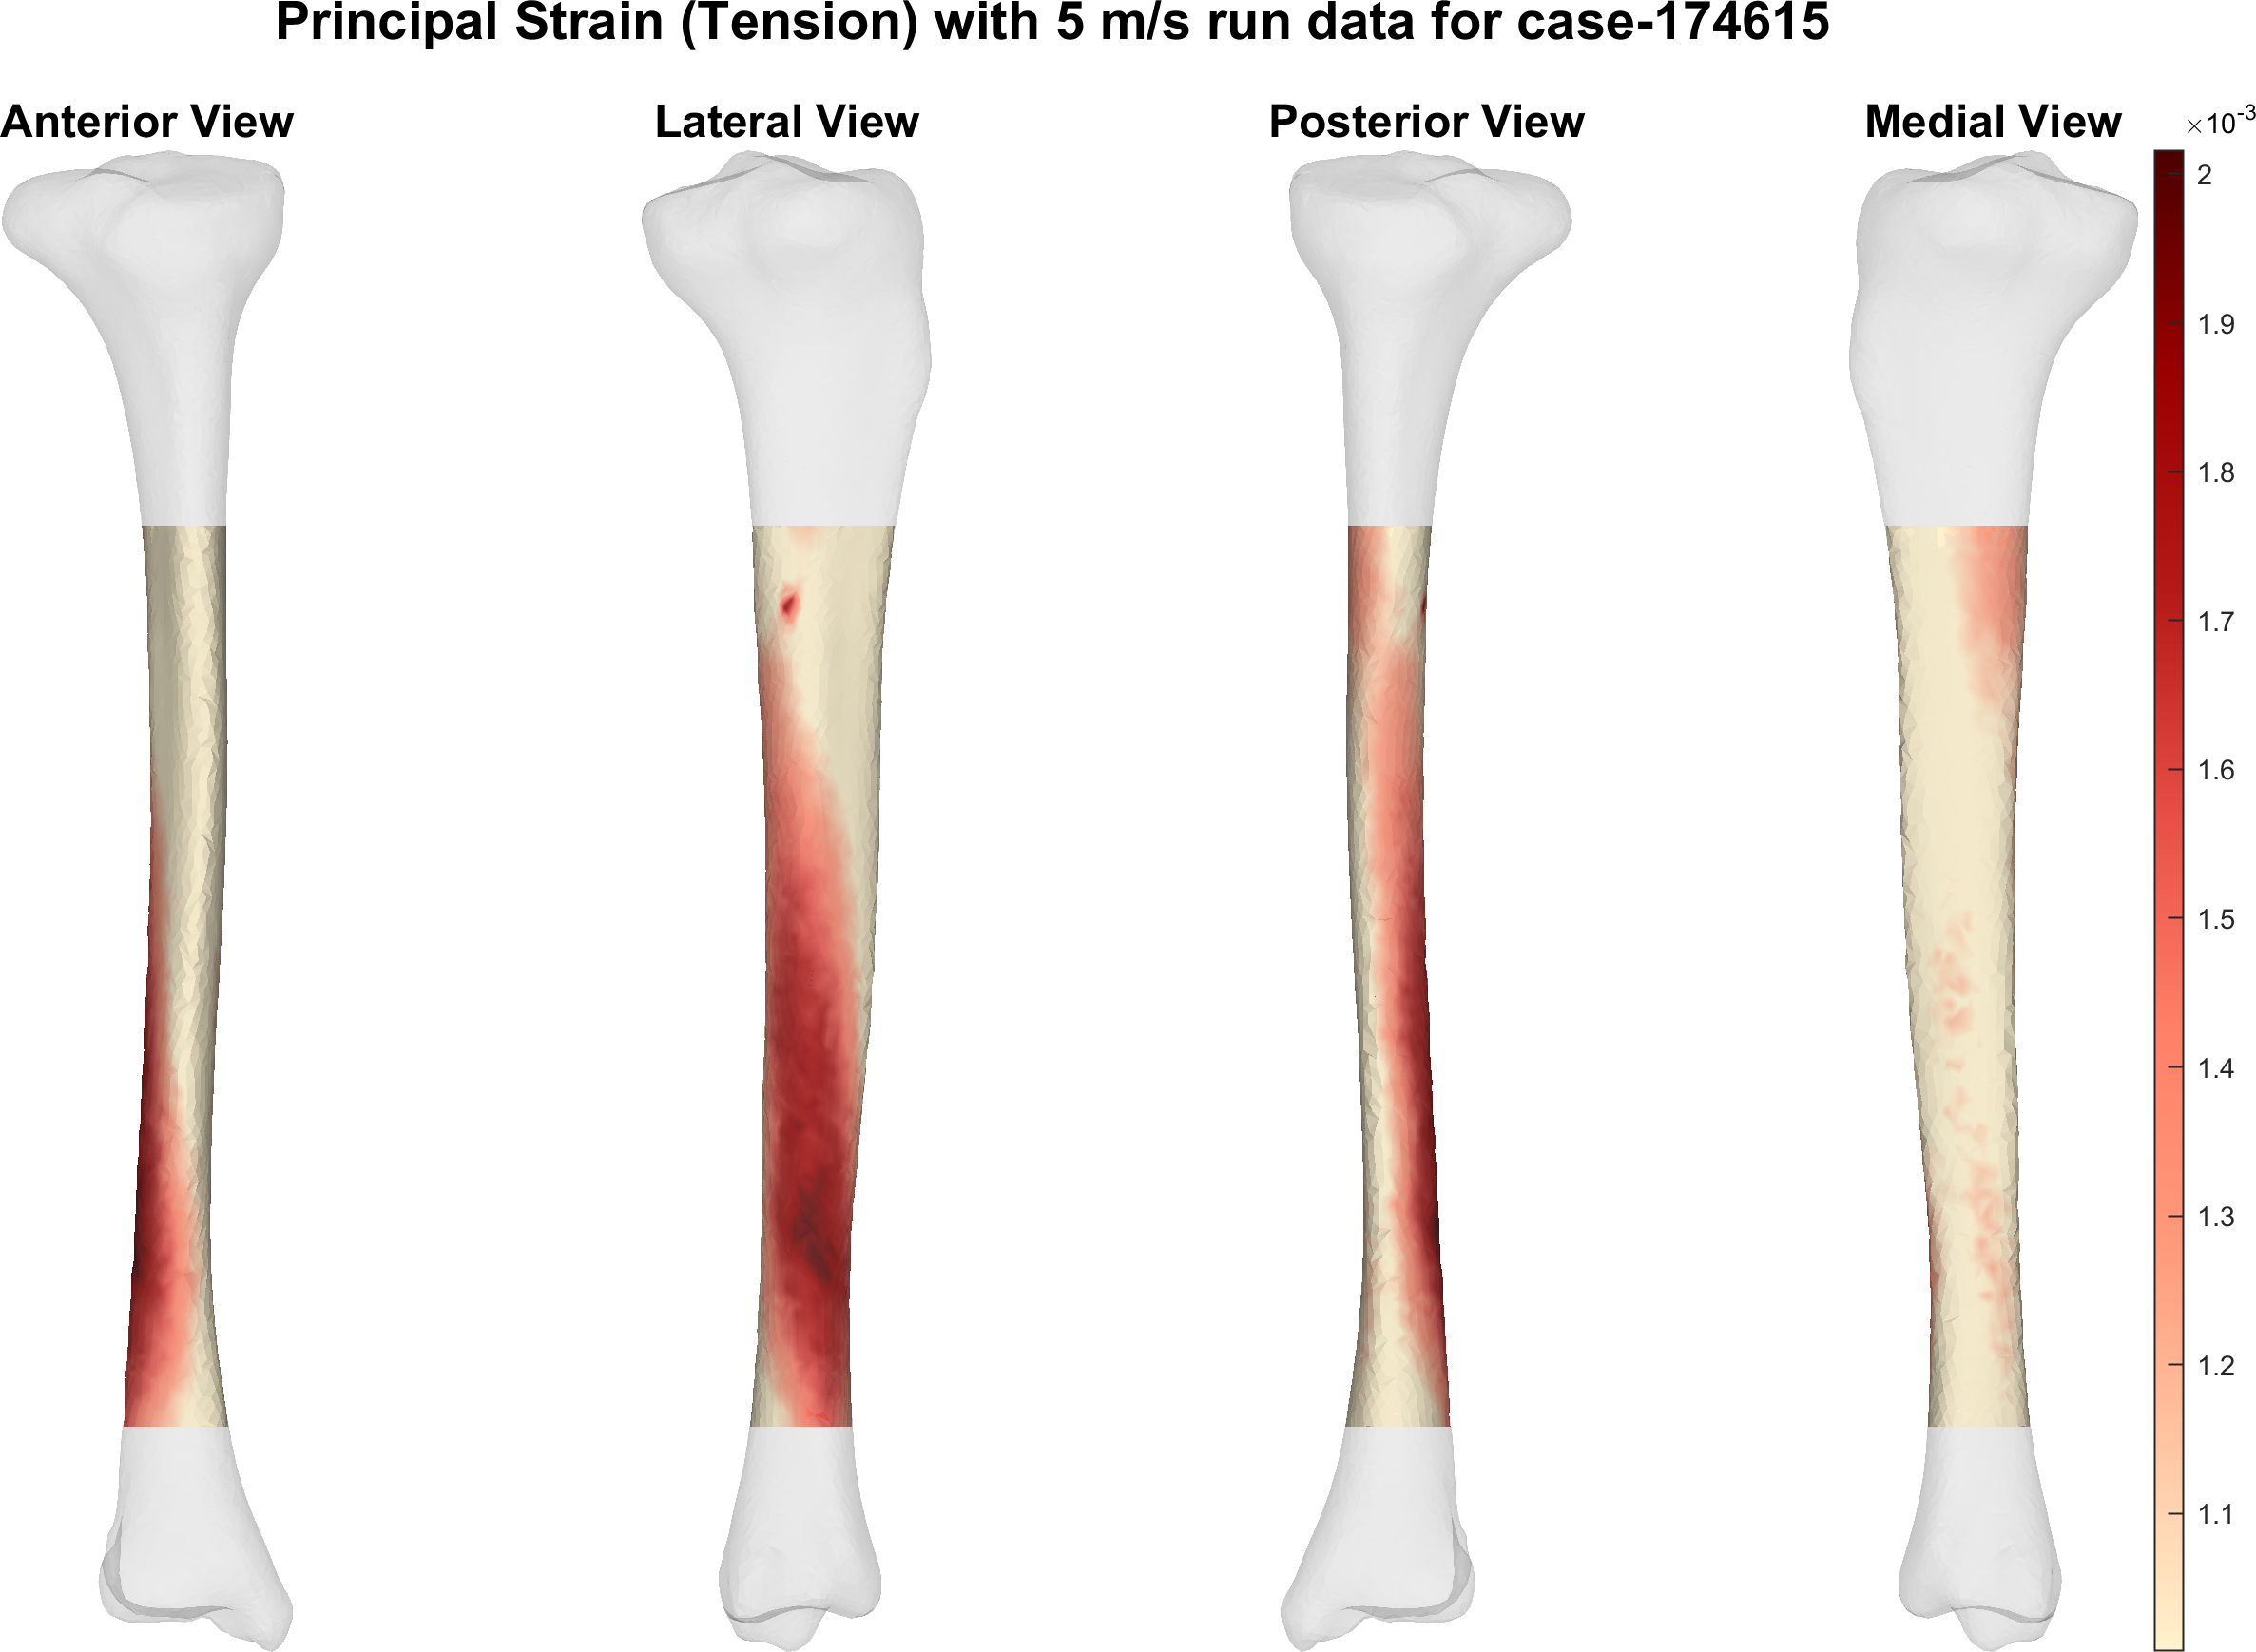 Principal Strain (Tension) with 5 m/s run data for case-174615
Anterior View
Lateral View
Posterior View
Medial View
×10-3
2
1.9
1.8
1.7
1.6
1.5
1.4
1.3
1.2
1.1